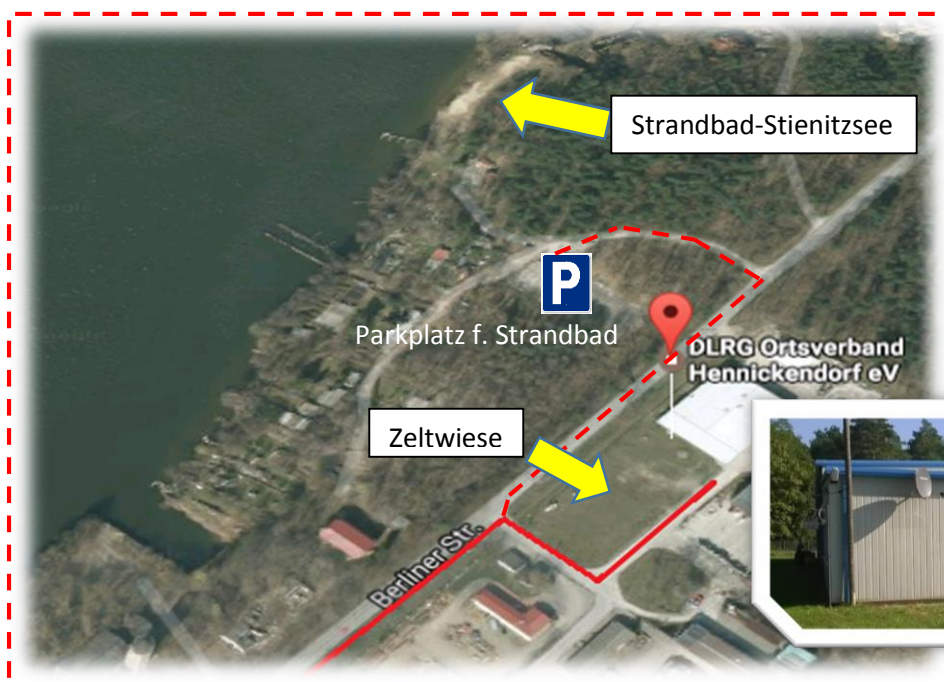 Strandbad-Stienitzsee
P
Parkplatz f. Strandbad
DLRG Ortsverband
Hennickendorf eV
Zeltwiese
Berliner Str.